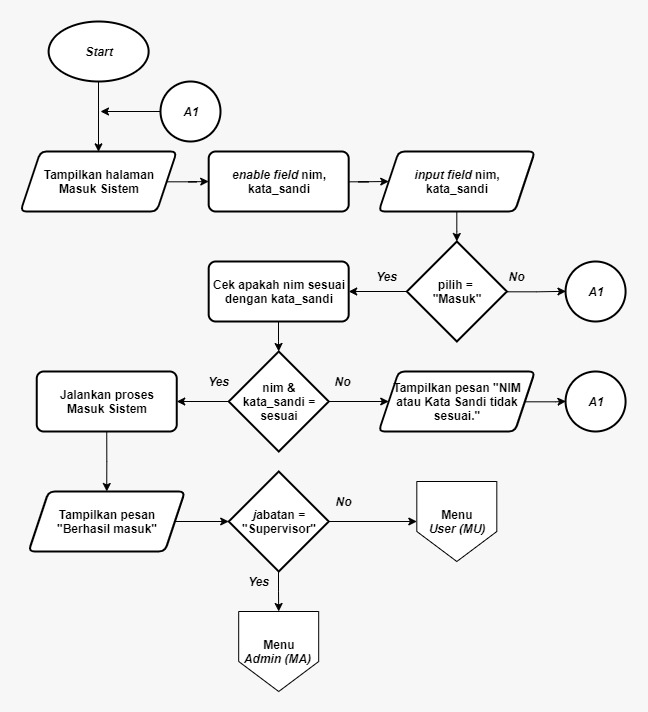 Start
A1
Tampilkan halaman
Masuk Sistem
enable field nim,
kata_sandi
input field nim,
kata_sandi
Cek apakah nim sesuai
dengan kata_sandi
Yes
pilih =
"Masuk"
No
A1
Jalankan proses
Masuk Sistem
Yes
nim &
kata_sandi =
sesuai
No
Tampilkan pesan "NIM
atau Kata Sandi tidak
sesuai."
A1
Tampilkan pesan
"Berhasil masuk"
jabatan =
"Supervisor"
No
Menu
User (MU)
Yes
Menu
Admin (MA)